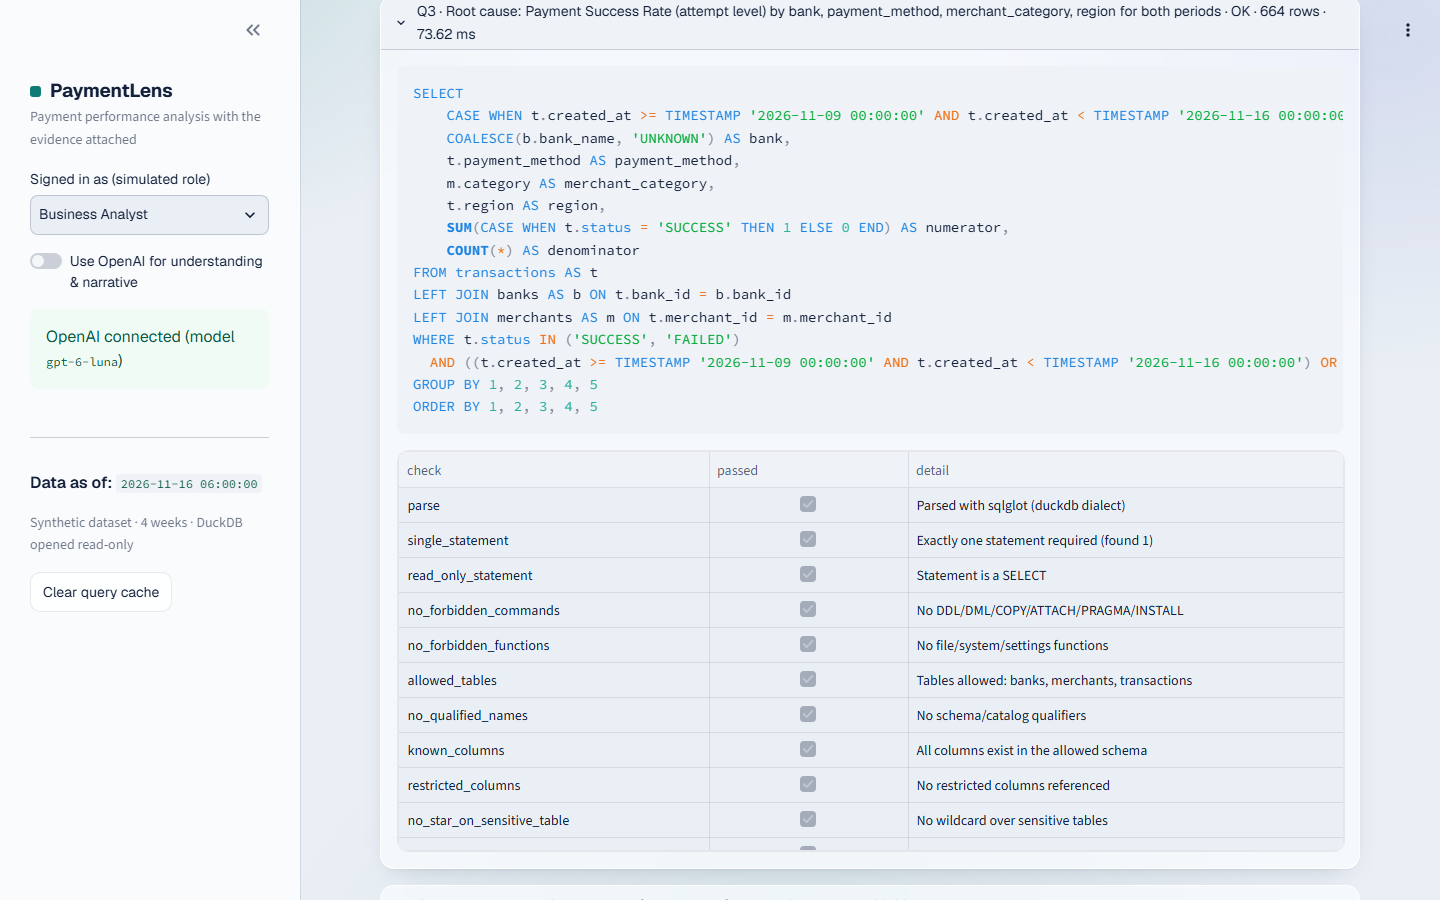 PaymentLens
Payment performance analysis with the
evidence attached
Signed in as (simulated role)
Business Analyst
Use OpenAI for understanding
& narrative
OpenAI connected (model
gpt-6-luna)
Data as of: 2026-11-16 06:00:00
Synthetic dataset · 4 weeks · DuckDB
opened read-only
Clear query cache
Q3 · Root cause: Payment Success Rate (attempt level) by bank, payment_method, merchant_category, region for both periods · OK · 664 rows ·
73.62 ms
SELECT
CASE WHEN t.created_at >= TIMESTAMP '2026-11-09 00:00:00' AND t.created_at < TIMESTAMP '2026-11-16 00:00:00
COALESCE(b.bank_name, 'UNKNOWN') AS bank,
t.payment_method AS payment_method,
m.category AS merchant_category,
t.region AS region,
SUM(CASE WHEN t.status = 'SUCCESS' THEN 1 ELSE 0 END) AS numerator,
COUNT(*) AS denominator
FROM transactions AS t
LEFT JOIN banks AS b ON t.bank_id = b.bank_id
LEFT JOIN merchants AS m ON t.merchant_id = m.merchant_id
WHERE t.status IN ('SUCCESS', 'FAILED')
AND ((t.created_at >= TIMESTAMP '2026-11-09 00:00:00' AND t.created_at < TIMESTAMP '2026-11-16 00:00:00') OR
GROUP BY 1, 2, 3, 4, 5
ORDER BY 1, 2, 3, 4, 5
check passed detail
parse Parsed with sqlglot (duckdb dialect)
single_statement Exactly one statement required (found 1)
read_only_statement Statement is a SELECT
no_forbidden_commands No DDL/DML/COPY/ATTACH/PRAGMA/INSTALL
no_forbidden_functions No file/system/settings functions
allowed_tables Tables allowed: banks, merchants, transactions
no_qualified_names No schema/catalog qualifiers
known_columns All columns exist in the allowed schema
restricted_columns No restricted columns referenced
no_star_on_sensitive_table No wildcard over sensitive tables